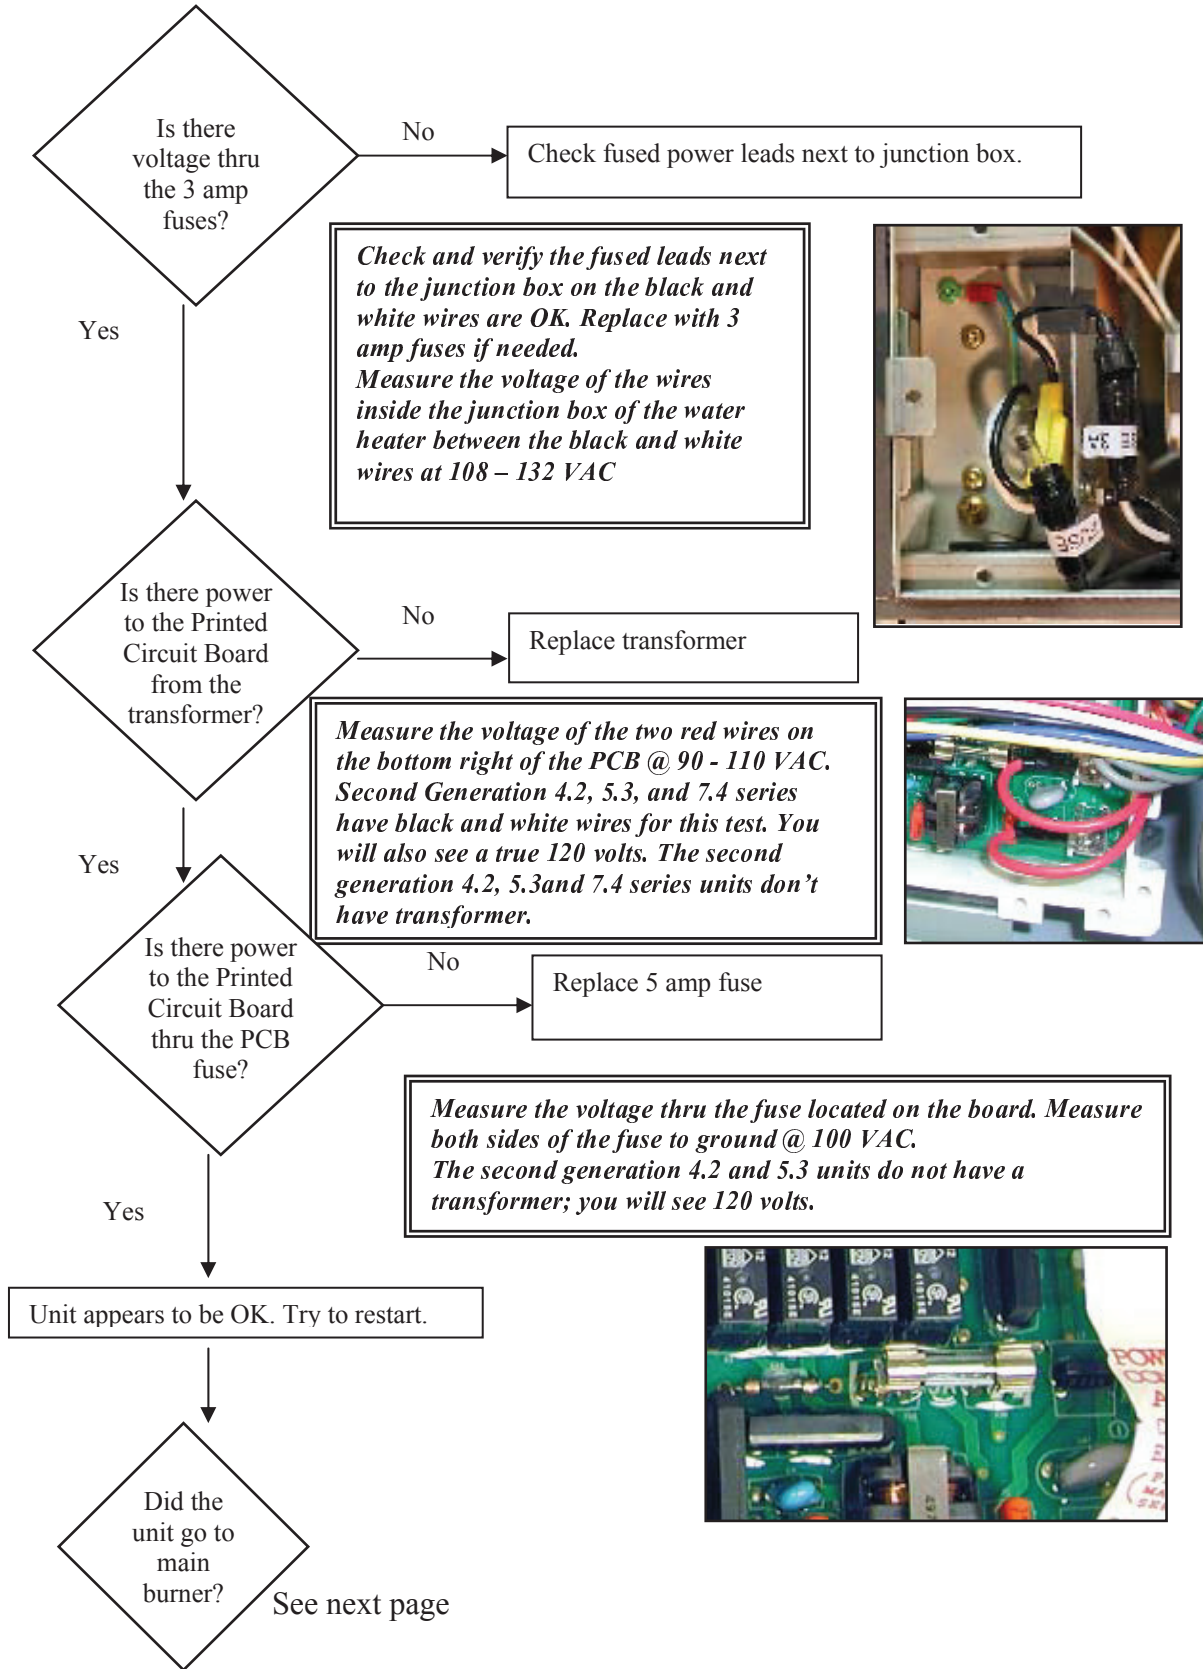 Is there
voltage thru
the 3 amp
fuses?
No
Check fused power leads next to junction box.
Check and verify the fused leads next
to the junction box on the black and
white wires are OK. Replace with 3
amp fuses if needed.
Measure the voltage of the wires
inside the junction box of the water
heater between the black and white
wires at 108 – 132 VAC
Yes
Is there power
to the Printed
Circuit Board
from the
transformer?
No
Replace transformer
Measure the voltage of the two red wires on
the bottom right of the PCB @ 90 - 110 VAC.
Second Generation 4.2, 5.3, and 7.4 series
have black and white wires for this test. You
will also see a true 120 volts. The second
generation 4.2, 5.3and 7.4 series units don't
have transformer.
Yes
Is there power
to the Printed
Circuit Board
thru the PCB
fuse?
No
Replace 5 amp fuse
Measure the voltage thru the fuse located on the board. Measure
both sides of the fuse to ground @ 100 VAC.
The second generation 4.2 and 5.3 units do not have a
transformer; you will see 120 volts.
Yes
Unit appears to be OK. Try to restart.
Did the
unit go to
main
burner?
See next page